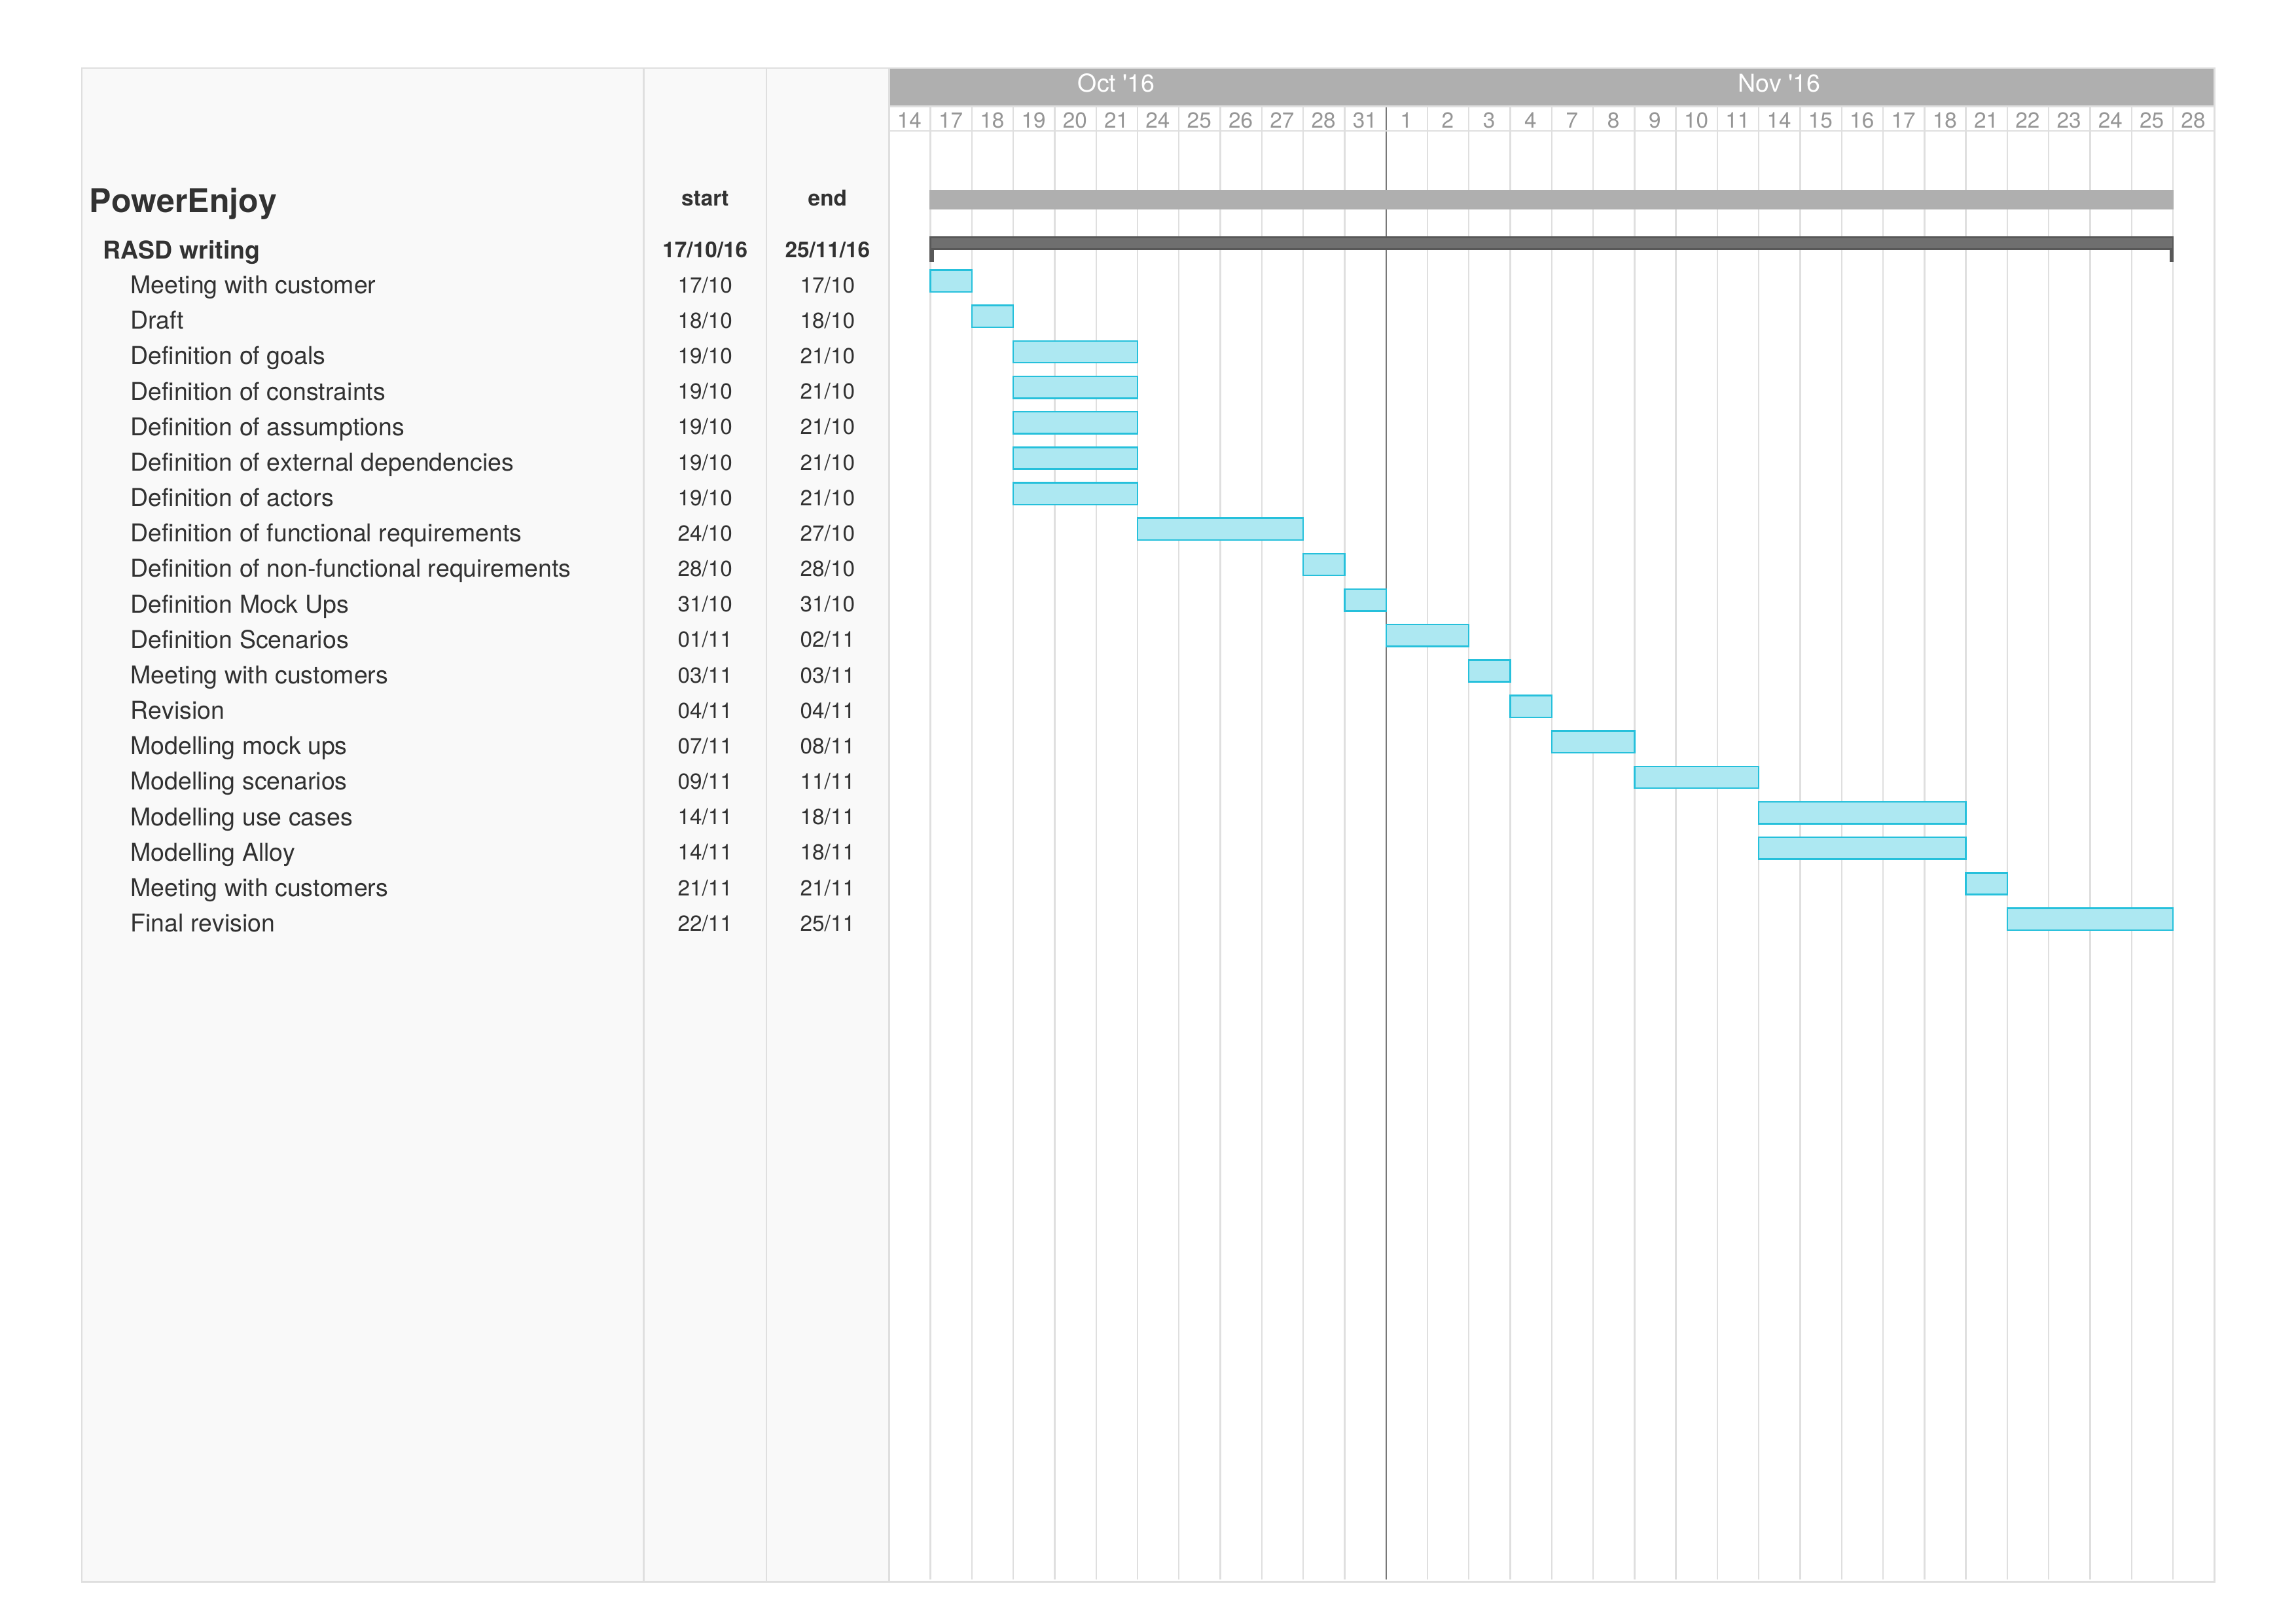 Oct '16 Nov '16
14 17 18 19 20 21 24 25 26 27 28 31 1 2 3 4 7 8 9 10 11 14 15 16 17 18 21 22 23 24 25 28
PowerEnjoy start end
RASD writing 17/10/16 25/11/16
Meeting with customer 17/10 17/10
Draft 18/10 18/10
Definition of goals 19/10 21/10
Definition of constraints 19/10 21/10
Definition of assumptions 19/10 21/10
Definition of external dependencies 19/10 21/10
Definition of actors 19/10 21/10
Definition of functional requirements 24/10 27/10
Definition of non-functional requirements 28/10 28/10
Definition Mock Ups 31/10 31/10
Definition Scenarios 01/11 02/11
Meeting with customers 03/11 03/11
Revision 04/11 04/11
Modelling mock ups 07/11 08/11
Modelling scenarios 09/11 11/11
Modelling use cases 14/11 18/11
Modelling Alloy 14/11 18/11
Meeting with customers 21/11 21/11
Final revision 22/11 25/11